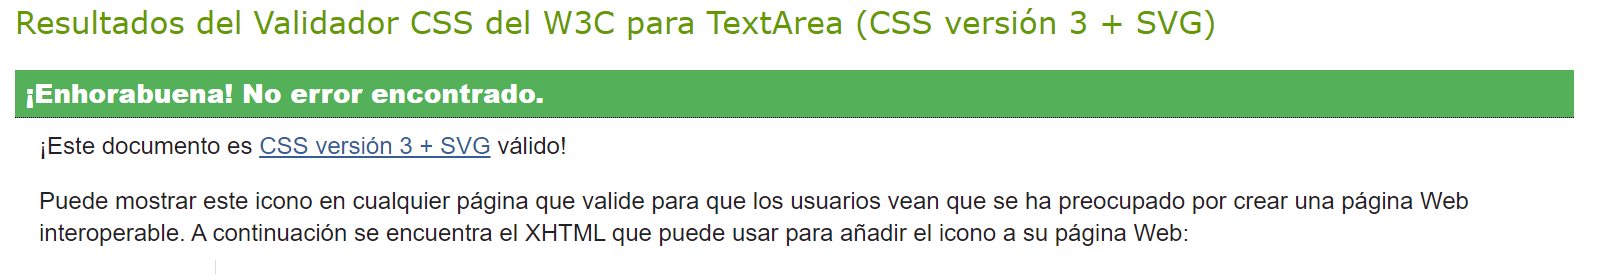 Resultados del Validador CSS del W3C para TextArea (CSS versión 3 + SVG)
¡Enhorabuena! No error encontrado.
¡Este documento es CSS versión 3 + SVG válido!
Puede mostrar este icono en cualquier página que valide para que los usuarios vean que se ha preocupado por crear una página Web
interoperable. A continuación se encuentra el XHTML que puede usar para añadir el icono a su página Web: